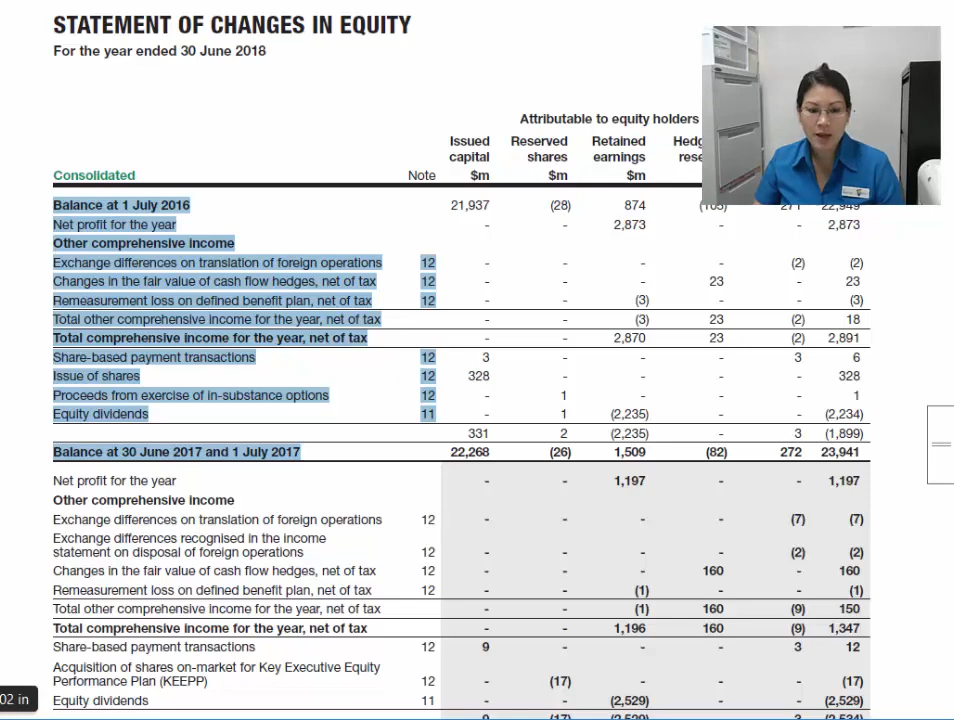 STATEMENT OF CHANGES IN EQUITY
For the year ended 30 June 2018
Attributable to equity holders
Issued Reserved Retained
capital shares earnings
Consolidated Note $m $m $m
Balance at 1 July 2016 21,937 (28) 874 (105) 271 22,949
Net profit for the year - - 2,873 - - 2,873
Other comprehensive income
Exchange differences on translation of foreign operations 12 - - - - (2) (2)
Changes in the fair value of cash flow hedges, net of tax 12 - - - 23 - 23
Remeasurement loss on defined benefit plan, net of tax 12 - - (3) - - (3)
Total other comprehensive income for the year, net of tax - - (3) 23 (2) 18
Total comprehensive income for the year, net of tax - - 2,870 23 (2) 2,891
Share-based payment transactions 12 3 - - - 3 6
Issue of shares 12 328 - - - - 328
Proceeds from exercise of in-substance options 12 - 1 - - - 1
Equity dividends 11 - 1 (2,235) - - (2,234)
331 2 (2,235) - 3 (1,899)
Balance at 30 June 2017 and 1 July 2017 22,268 (26) 1,509 (82) 272 23,941
Net profit for the year - - 1,197 - - 1,197
Other comprehensive income
Exchange differences on translation of foreign operations 12 - - - - (7) (7)
Exchange differences recognised in the income
statement on disposal of foreign operations 12 - - - - (2) (2)
Changes in the fair value of cash flow hedges, net of tax 12 - - - 160 - 160
Remeasurement loss on defined benefit plan, net of tax 12 - - (1) - - (1)
Total other comprehensive income for the year, net of tax - - (1) 160 (9) 150
Total comprehensive income for the year, net of tax - - 1,196 160 (9) 1,347
Share-based payment transactions 12 9 - - - 3 12
Acquisition of shares on-market for Key Executive Equity
Performance Plan (KEEPP) 12 - (17) - - - (17)
Equity dividends 11 - - (2,529) - - (2,529)
9 (17) (2,529) - 3 (2,534)
02 in